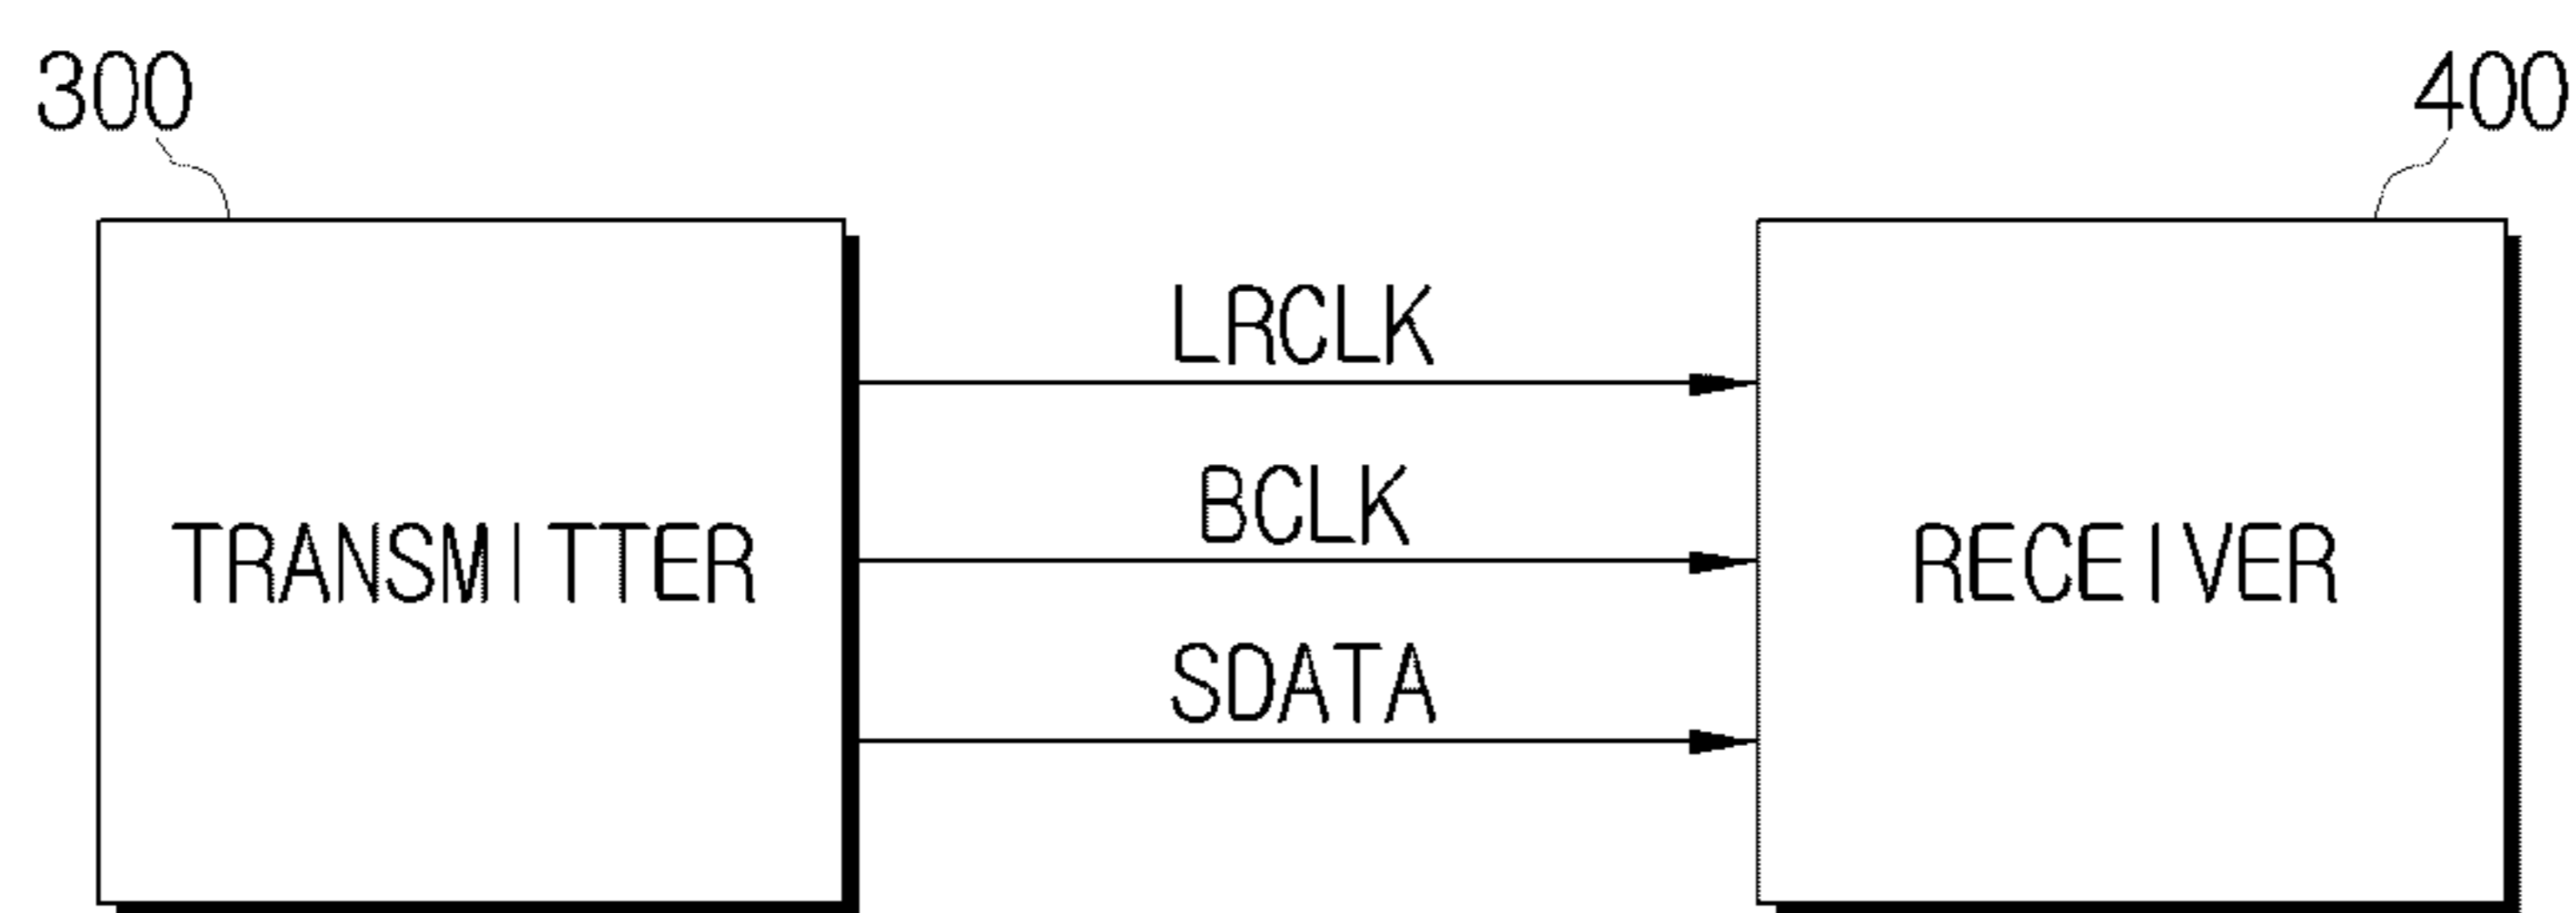 300
400
LRCLK
BCLK
TRANSMITTER
RECEIVER
SDATA